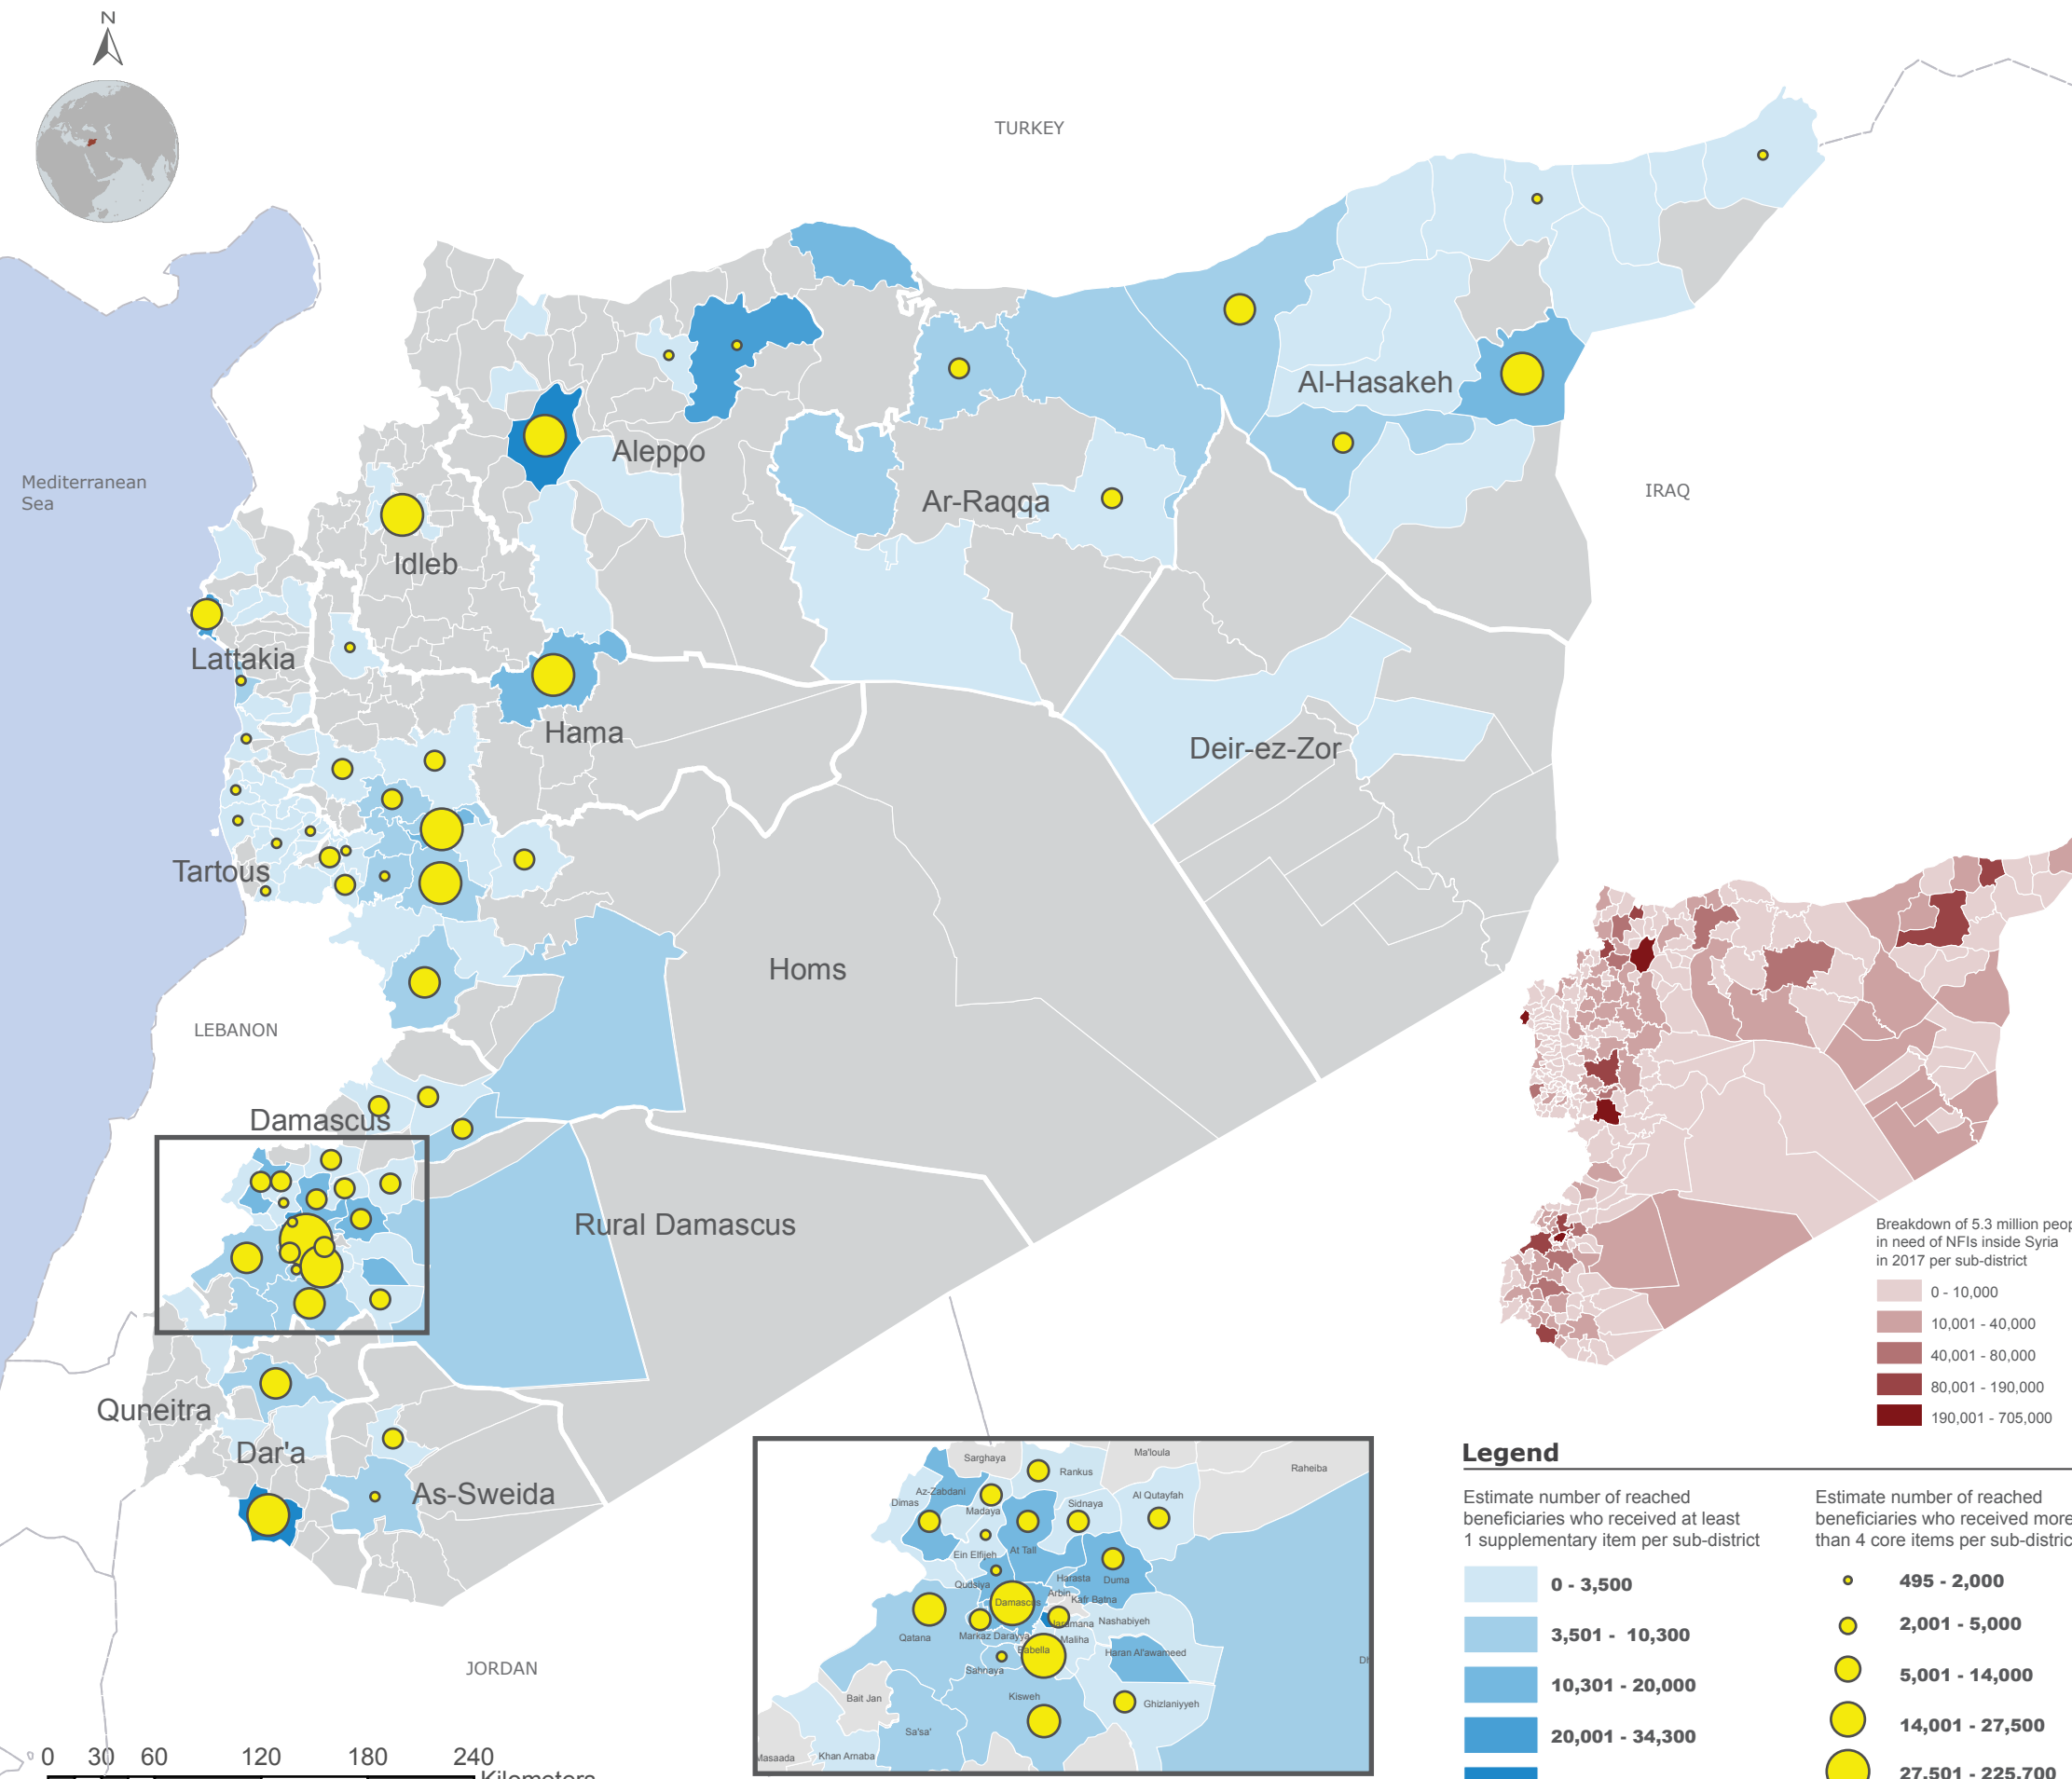 N
TURKEY
Mediterranean
Sea
Al-Hasakeh
Aleppo
Ar-Raqqa
IRAQ
Idleb
Lattakia
Hama
Deir-ez-Zor
Tartous
Homs
LEBANON
Damascus
Rural Damascus
Quneitra
Dar'a
As-Sweida
JORDAN
0 30 60 120 180 240
Kilometers
Breakdown of 5.3 million peop
in need of NFIs inside Syria
in 2017 per sub-district
0 - 10,000
10,001 - 40,000
40,001 - 80,000
80,001 - 190,000
190,001 - 705,000
Sarghaya
Ma'loula
Raheiba
Rankus
Az-Zabdani
Dimas
Madaya
Sidnaya
Al Qutayfah
Ein Elfijeh
At Tall
Qudsiya
Harasta
Duma
Arbin
Kafr Batna
Damascus
Jaramana
Nashabiyeh
Qatana
Markaz Darayya
Maliha
Babella
Haran Al'awameed
Sahnaya
Dh
Bait Jan
Kisweh
Ghizlaniyyeh
Sa'sa'
Masaada
Khan Arnaba
Legend
Estimate number of reached
beneficiaries who received at least
1 supplementary item per sub-district
0 - 3,500
3,501 - 10,300
10,301 - 20,000
20,001 - 34,300
Estimate number of reached
beneficiaries who received more
than 4 core items per sub-distric
495 - 2,000
2,001 - 5,000
5,001 - 14,000
14,001 - 27,500
27,501 - 225,700